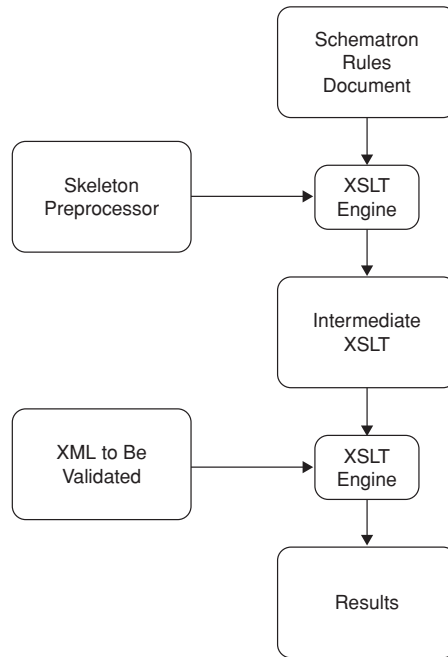 Schematron
Rules
Document
Skeleton
Preprocessor
XSLT
Engine
Intermediate
XSLT
XML to Be
Validated
XSLT
Engine
Results